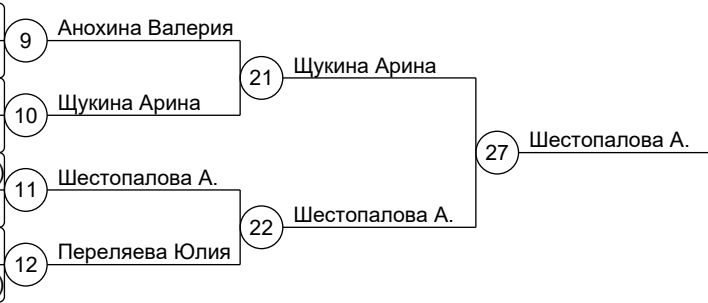 9 Анохина Валерия
21 Щукина Арина
10 Щукина Арина
27 Шестопалова А.
11 Шестопалова А.
22 Шестопалова А.
12 Переляева Юлия